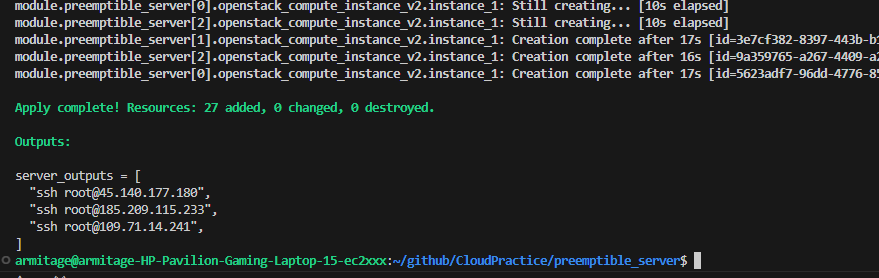 module.preemptible_server[0].openstack_compute_instance_v2.instance_1: Still creating... [10s elapsed]
module.preemptible_server[2].openstack_compute_instance_v2.instance_1: Still creating... [10s elapsed]
module.preemptible_server[1].openstack_compute_instance_v2.instance_1: Creation complete after 17s [id=3e7cf382-8397-443b-b1
module.preemptible_server[2].openstack_compute_instance_v2.instance_1: Creation complete after 16s [id=9a359765-a267-4409-a2
module.preemptible_server[0].openstack_compute_instance_v2.instance_1: Creation complete after 17s [id=5623adf7-96dd-4776-85
Apply complete! Resources: 27 added, 0 changed, 0 destroyed.
Outputs:
server_outputs = [
"ssh root@45.140.177.180",
"ssh root@185.209.115.233",
"ssh root@109.71.14.241",
]
armitage@armitage-HP-Pavilion-Gaming-Laptop-15-ec2xxx:~/github/CloudPractice/preemptible_server$